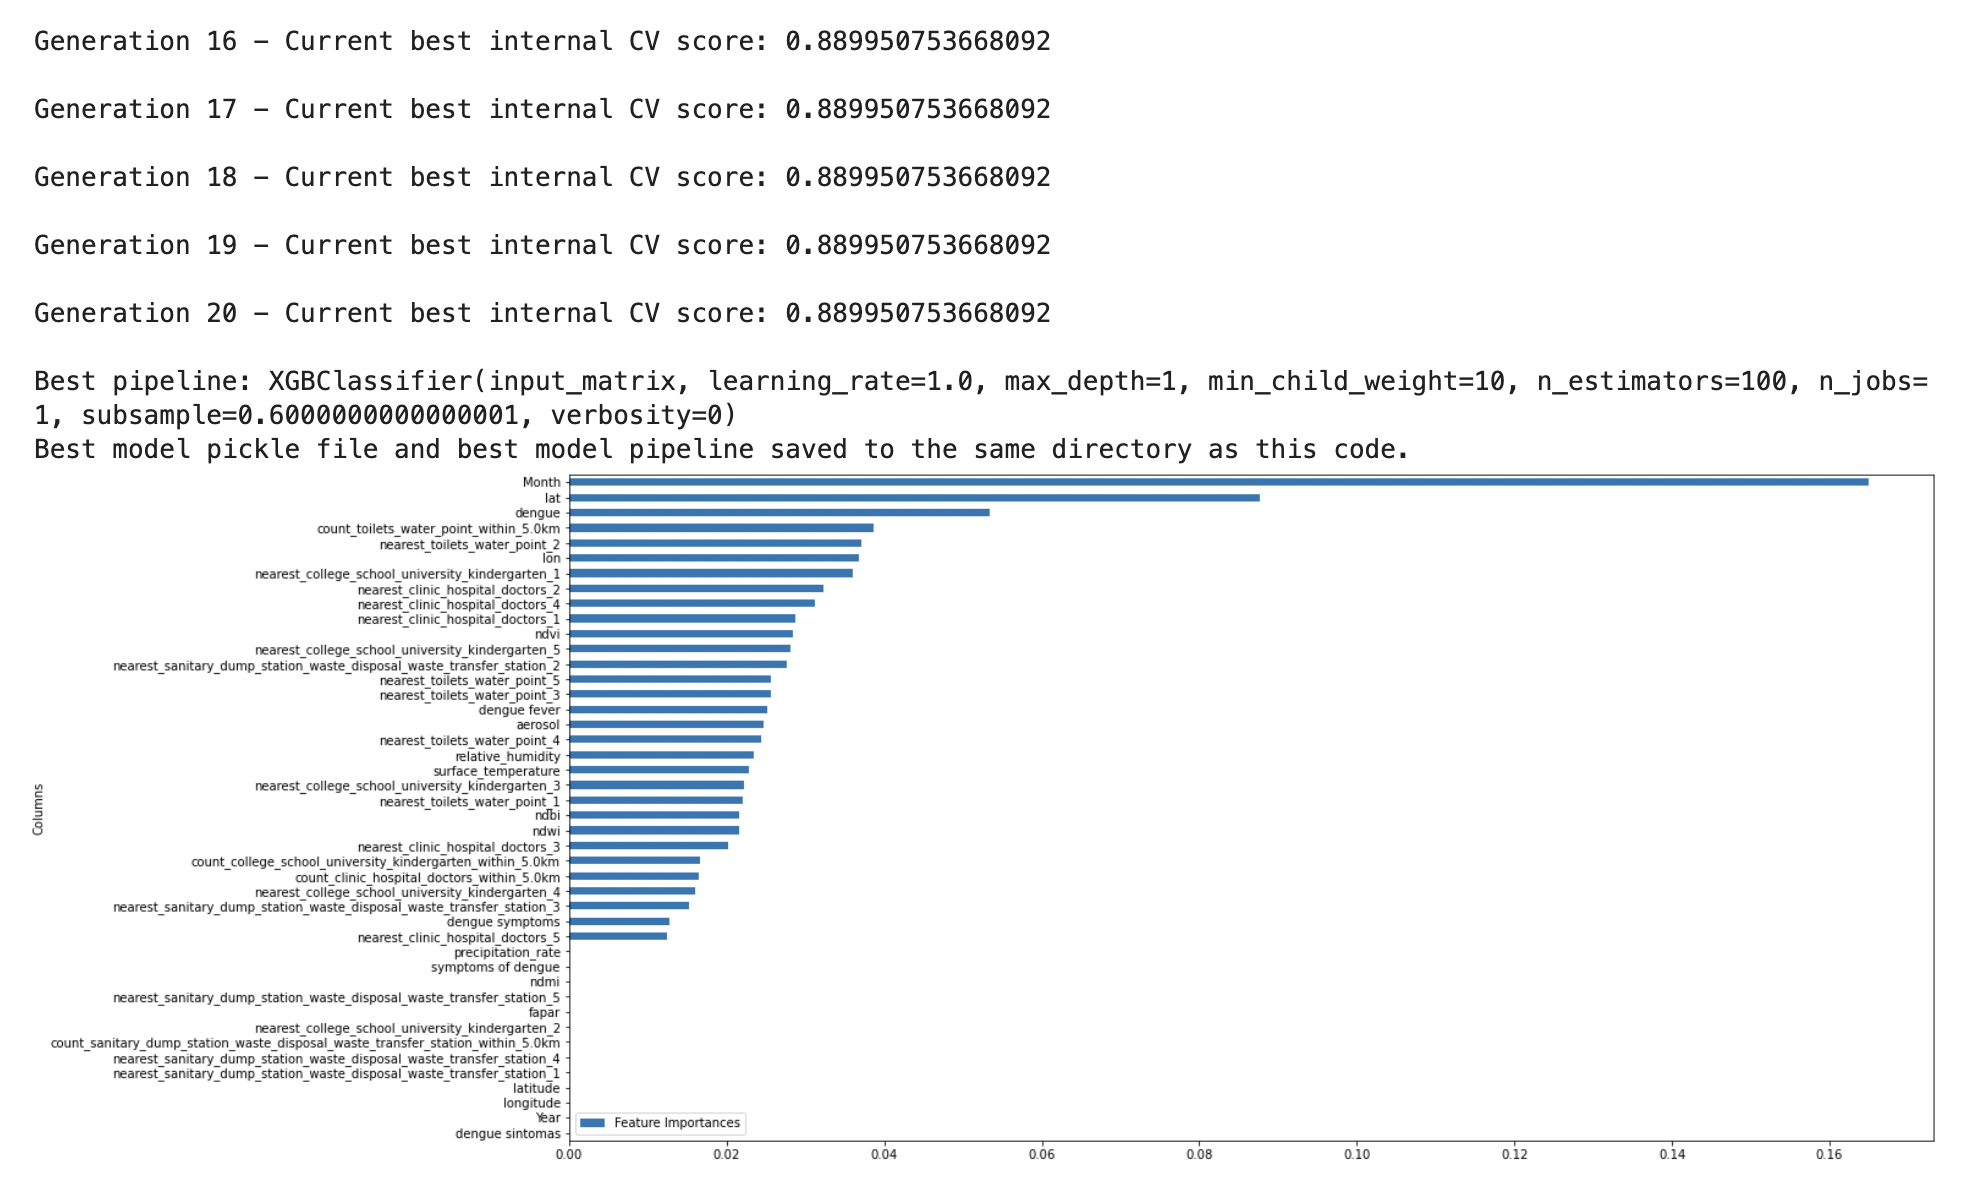 Generation 16 – Current best internal CV score: 0.889950753668092
Generation 17 – Current best internal CV score: 0.889950753668092
Generation 18 – Current best internal CV score: 0.889950753668092
Generation 19 – Current best internal CV score: 0.889950753668092
Generation 20 – Current best internal CV score: 0.889950753668092
Best pipeline: XGBClassifier(input_matrix, learning_rate=1.0, max_depth=1, min_child_weight=10, n_estimators=100, n_jobs=
1, subsample=0.6000000000000001, verbosity=0)
Best model pickle file and best model pipeline saved to the same directory as this code.
Month
lat
dengue
count_toilets_water_point_within_5.0km
nearest_toilets_water_point_2
lon
nearest_college_school_university_kindergarten_1
nearest_clinic_hospital_doctors_2
nearest_clinic_hospital_doctors_4
nearest_clinic_hospital_doctors_1
ndvi
nearest_college_school_university_kindergarten_5
nearest_sanitary_dump_station_waste_disposal_waste_transfer_station_2
nearest_toilets_water_point_5
nearest_toilets_water_point_3
dengue fever
aerosol
nearest_toilets_water_point_4
relative_humidity
surface_temperature
nearest_college_school_university_kindergarten_3
nearest_toilets_water_point_1
ndbi
ndwi
nearest_clinic_hospital_doctors_3
count_college_school_university_kindergarten_within_5.0km
count_clinic_hospital_doctors_within_5.0km
nearest_college_school_university_kindergarten_4
nearest_sanitary_dump_station_waste_disposal_waste_transfer_station_3
dengue symptoms
nearest_clinic_hospital_doctors_5
precipitation_rate
symptoms of dengue
ndmi
nearest_sanitary_dump_station_waste_disposal_waste_transfer_station_5
fapar
nearest_college_school_university_kindergarten_2
count_sanitary_dump_station_waste_disposal_waste_transfer_station_within_5.0km
nearest_sanitary_dump_station_waste_disposal_waste_transfer_station_4
nearest_sanitary_dump_station_waste_disposal_waste_transfer_station_1
latitude
longitude
Year
dengue sintomas
Columns
Feature Importances
0.00 0.02 0.04 0.06 0.08 0.10 0.12 0.14 0.16